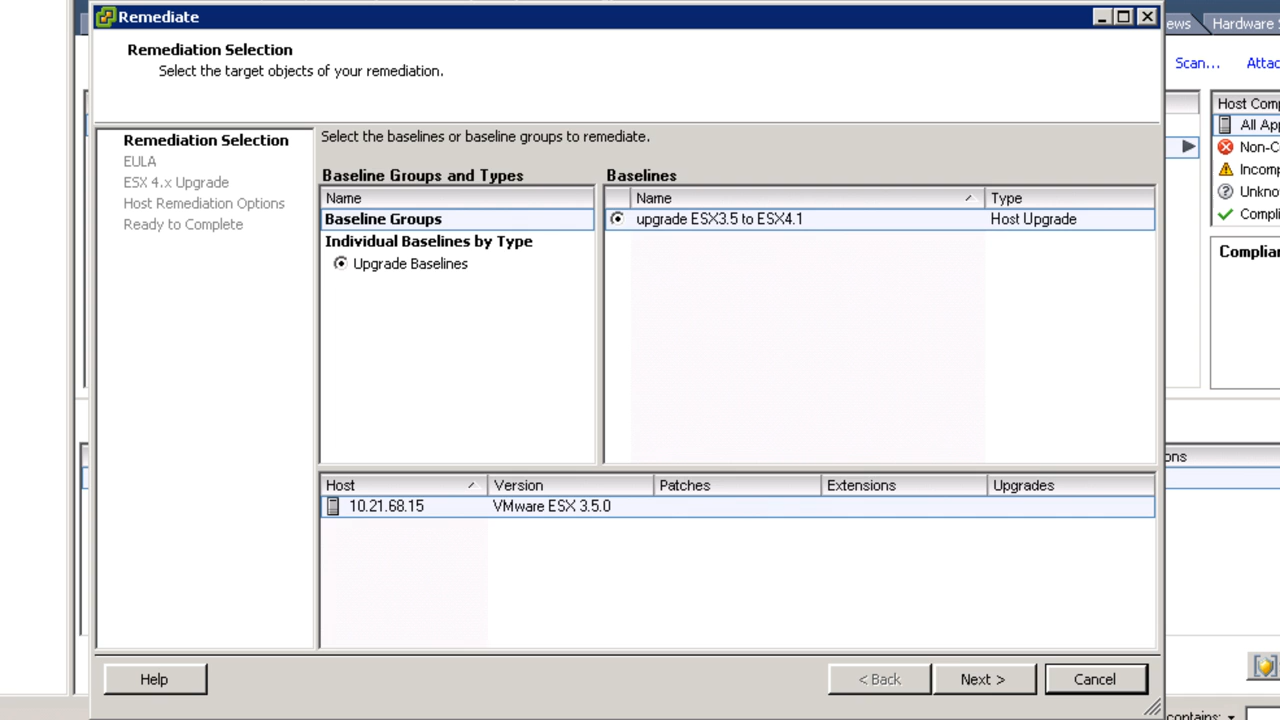 Remediate
ews
Hardware
Remediation Selection
Select the target objects of your remediation.
Scan...
Remediation Selection
EULA
ESX 4.x Upgrade
Host Remediation Options
Ready to Complete
Select the baselines or baseline groups to remediate.
Baseline Groups and Types
Name
Baseline Groups
Individual Baselines by Type
Upgrade Baselines
Baselines
Name Type
upgrade ESX3.5 to ESX4.1 Host Upgrade
Host Version Patches Extensions Upgrades
10.21.68.15 VMware ESX 3.5.0
Help
< Back
Next >
Cancel
Attac
Host Comp
All App
Non-C
Incomp
Unkno
Compli
Complian
ons
contains: